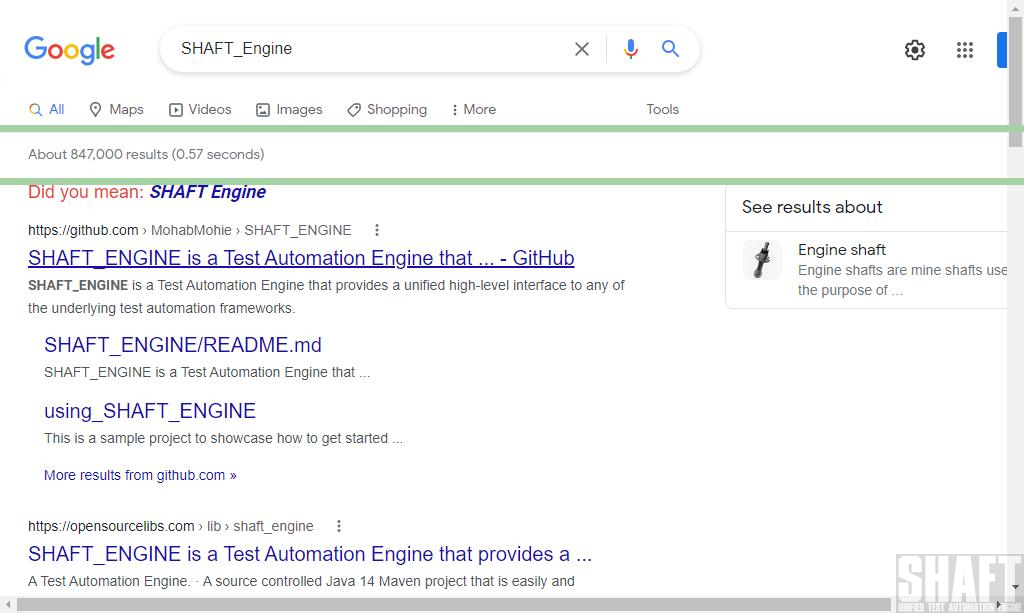 Google
SHAFT_Engine
All Maps Videos Images Shopping More Tools
About 847,000 results (0.57 seconds)
Did you mean: SHAFT Engine
https://github.com › MohabMohie › SHAFT_ENGINE
SHAFT_ENGINE is a Test Automation Engine that ... - GitHub
SHAFT_ENGINE is a Test Automation Engine that provides a unified high-level interface to any of
the underlying test automation frameworks.
SHAFT_ENGINE/README.md
SHAFT_ENGINE is a Test Automation Engine that ...
using_SHAFT_ENGINE
This is a sample project to showcase how to get started ...
More results from github.com »
https://opensourcelibs.com › lib › shaft_engine
SHAFT_ENGINE is a Test Automation Engine that provides a ...
A Test Automation Engine. · A source controlled Java 14 Maven project that is easily and
See results about
Engine shaft
Engine shafts are mine shafts use
the purpose of ...
SHAFT
UNIFIED TEST AUTOMATION